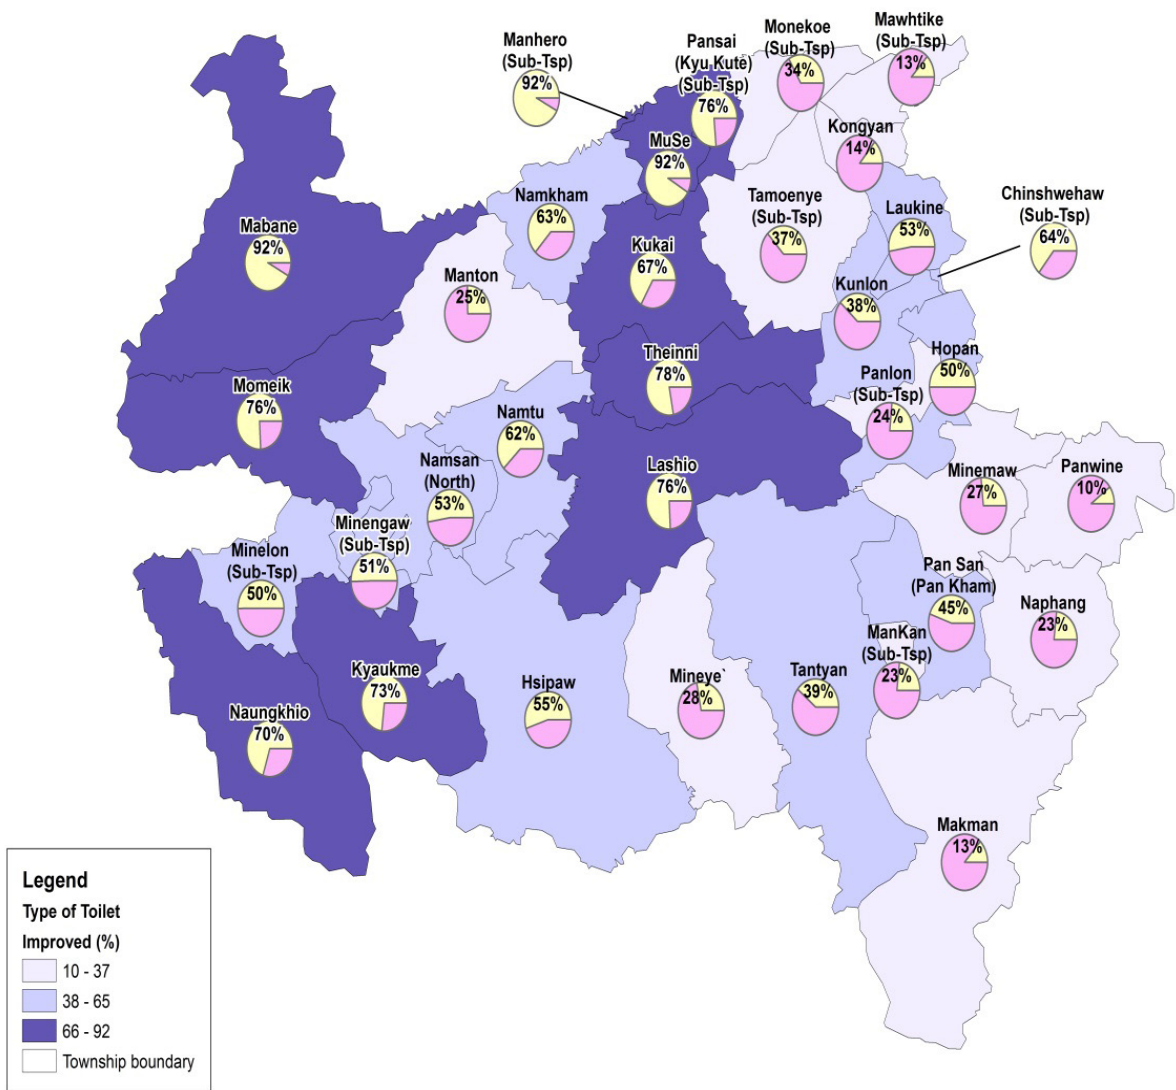 Manhero
(Sub-Tsp)
92%
Pansai
(Kyu Kute)
(Sub-Tsp)
76%
Monekoe
(Sub-Tsp)
34%
Mawhtike
(Sub-Tsp)
13%
MuSe
92%
Kongyan
14%
Namkham
63%
Tamoenye
(Sub-Tsp)
37%
Laukine
53%
Chinshwehaw
(Sub-Tsp)
64%
Mabane
92%
Manton
25%
Kukai
67%
Kunlon
38%
Theinni
78%
Hopan
50%
Panlon
(Sub-Tsp)
24%
Momeik
76%
Namtu
62%
Namsan
(North)
53%
Lashio
76%
Minemaw
27%
Panwine
10%
Minengaw
(Sub-Tsp)
51%
Minelon
(Sub-Tsp)
50%
Pan San
(Pan Kham)
45%
Naphang
23%
ManKan
(Sub-Tsp)
23%
Kyaukme
73%
Hsipaw
55%
Mineye`
28%
Tantyan
39%
Naungkhio
70%
Makman
13%
Legend
Type of Toilet
Improved (%)
10 - 37
38 - 65
66 - 92
Township boundary